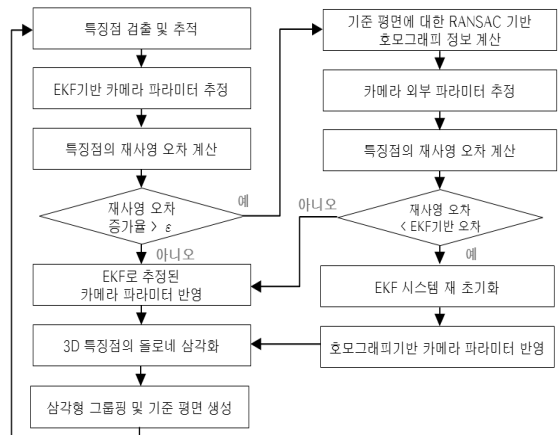 특징점 검출 및 추적
EKF기반 카메라 파라미터 추정
특징점의 재사영 오차 계산
재사영 오차
증가율 > ε
예
아니오
EKF로 추정된
카메라 파라미터 반영
3D 특징점의 돌로네 삼각화
삼각형 그룹핑 및 기준 평면 생성
기준 평면에 대한 RANSAC 기반
호모그래피 정보 계산
카메라 외부 파라미터 추정
특징점의 재사영 오차 계산
아니오
재사영 오차
< EKF기반 오차
예
EKF 시스템 재 초기화
호모그래피기반 카메라 파라미터 반영